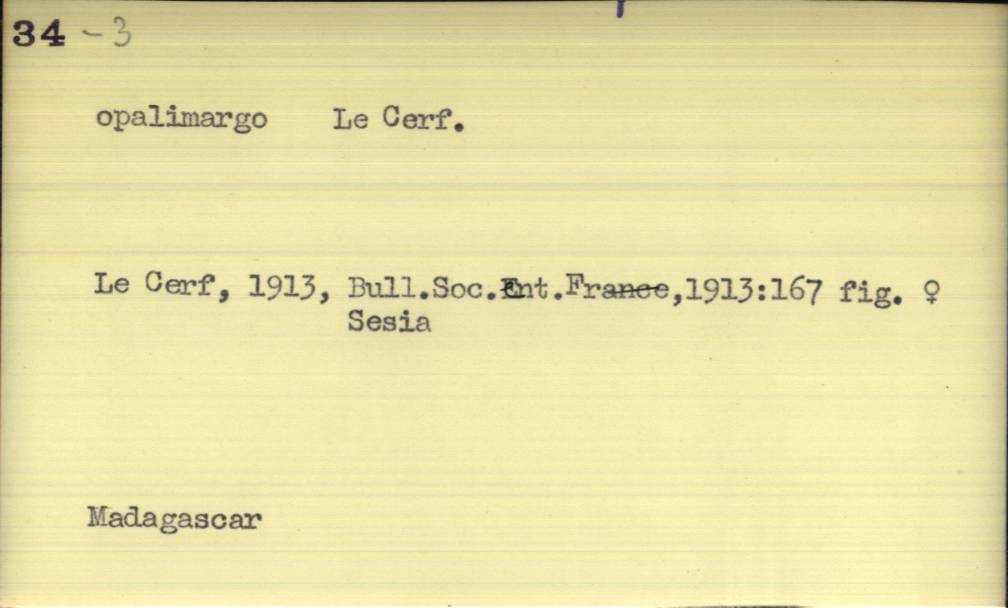 34 - 3
opalimargo Le Cerf.
Le Cerf, 1913, Bull.Soc.Ent.France,1913:167 fig. ♀
Sesia
Madagascar